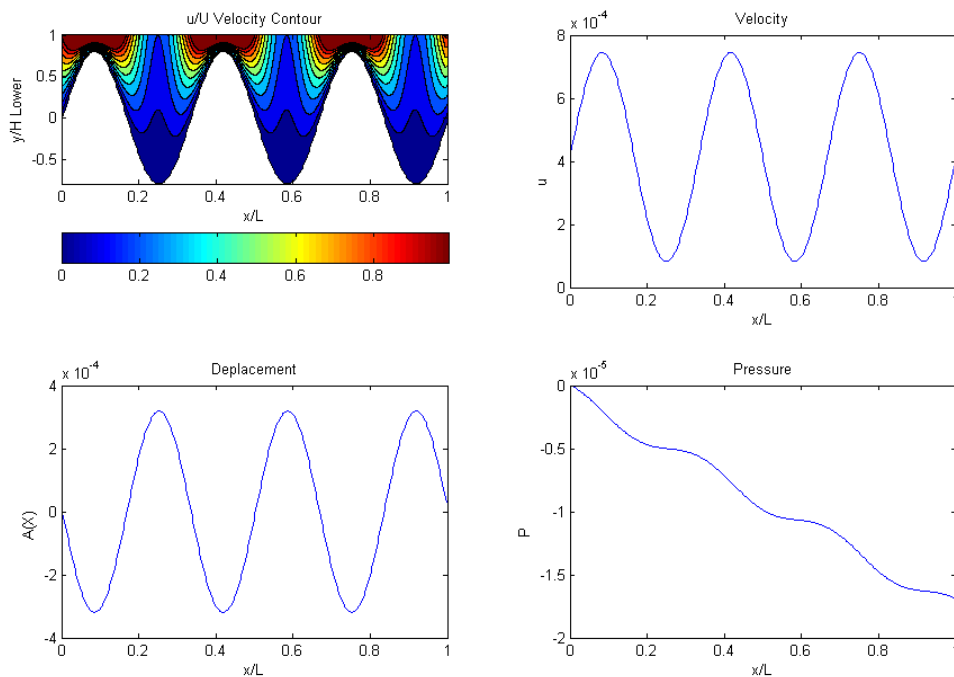 u/U Velocity Contour
1
0.5
0
-0.5
y/H Lower
0 0.2 0.4 0.6 0.8 1
x/L
0 0.2 0.4 0.6 0.8
Velocity
x 10^-4
8
6
4
2
0
u
0 0.2 0.4 0.6 0.8 1
x/L
Deplacement
x 10^-4
4
2
0
-2
-4
A(X)
0 0.2 0.4 0.6 0.8 1
x/L
Pressure
x 10^-5
0
-0.5
-1
-1.5
-2
P
0 0.2 0.4 0.6 0.8 1
x/L